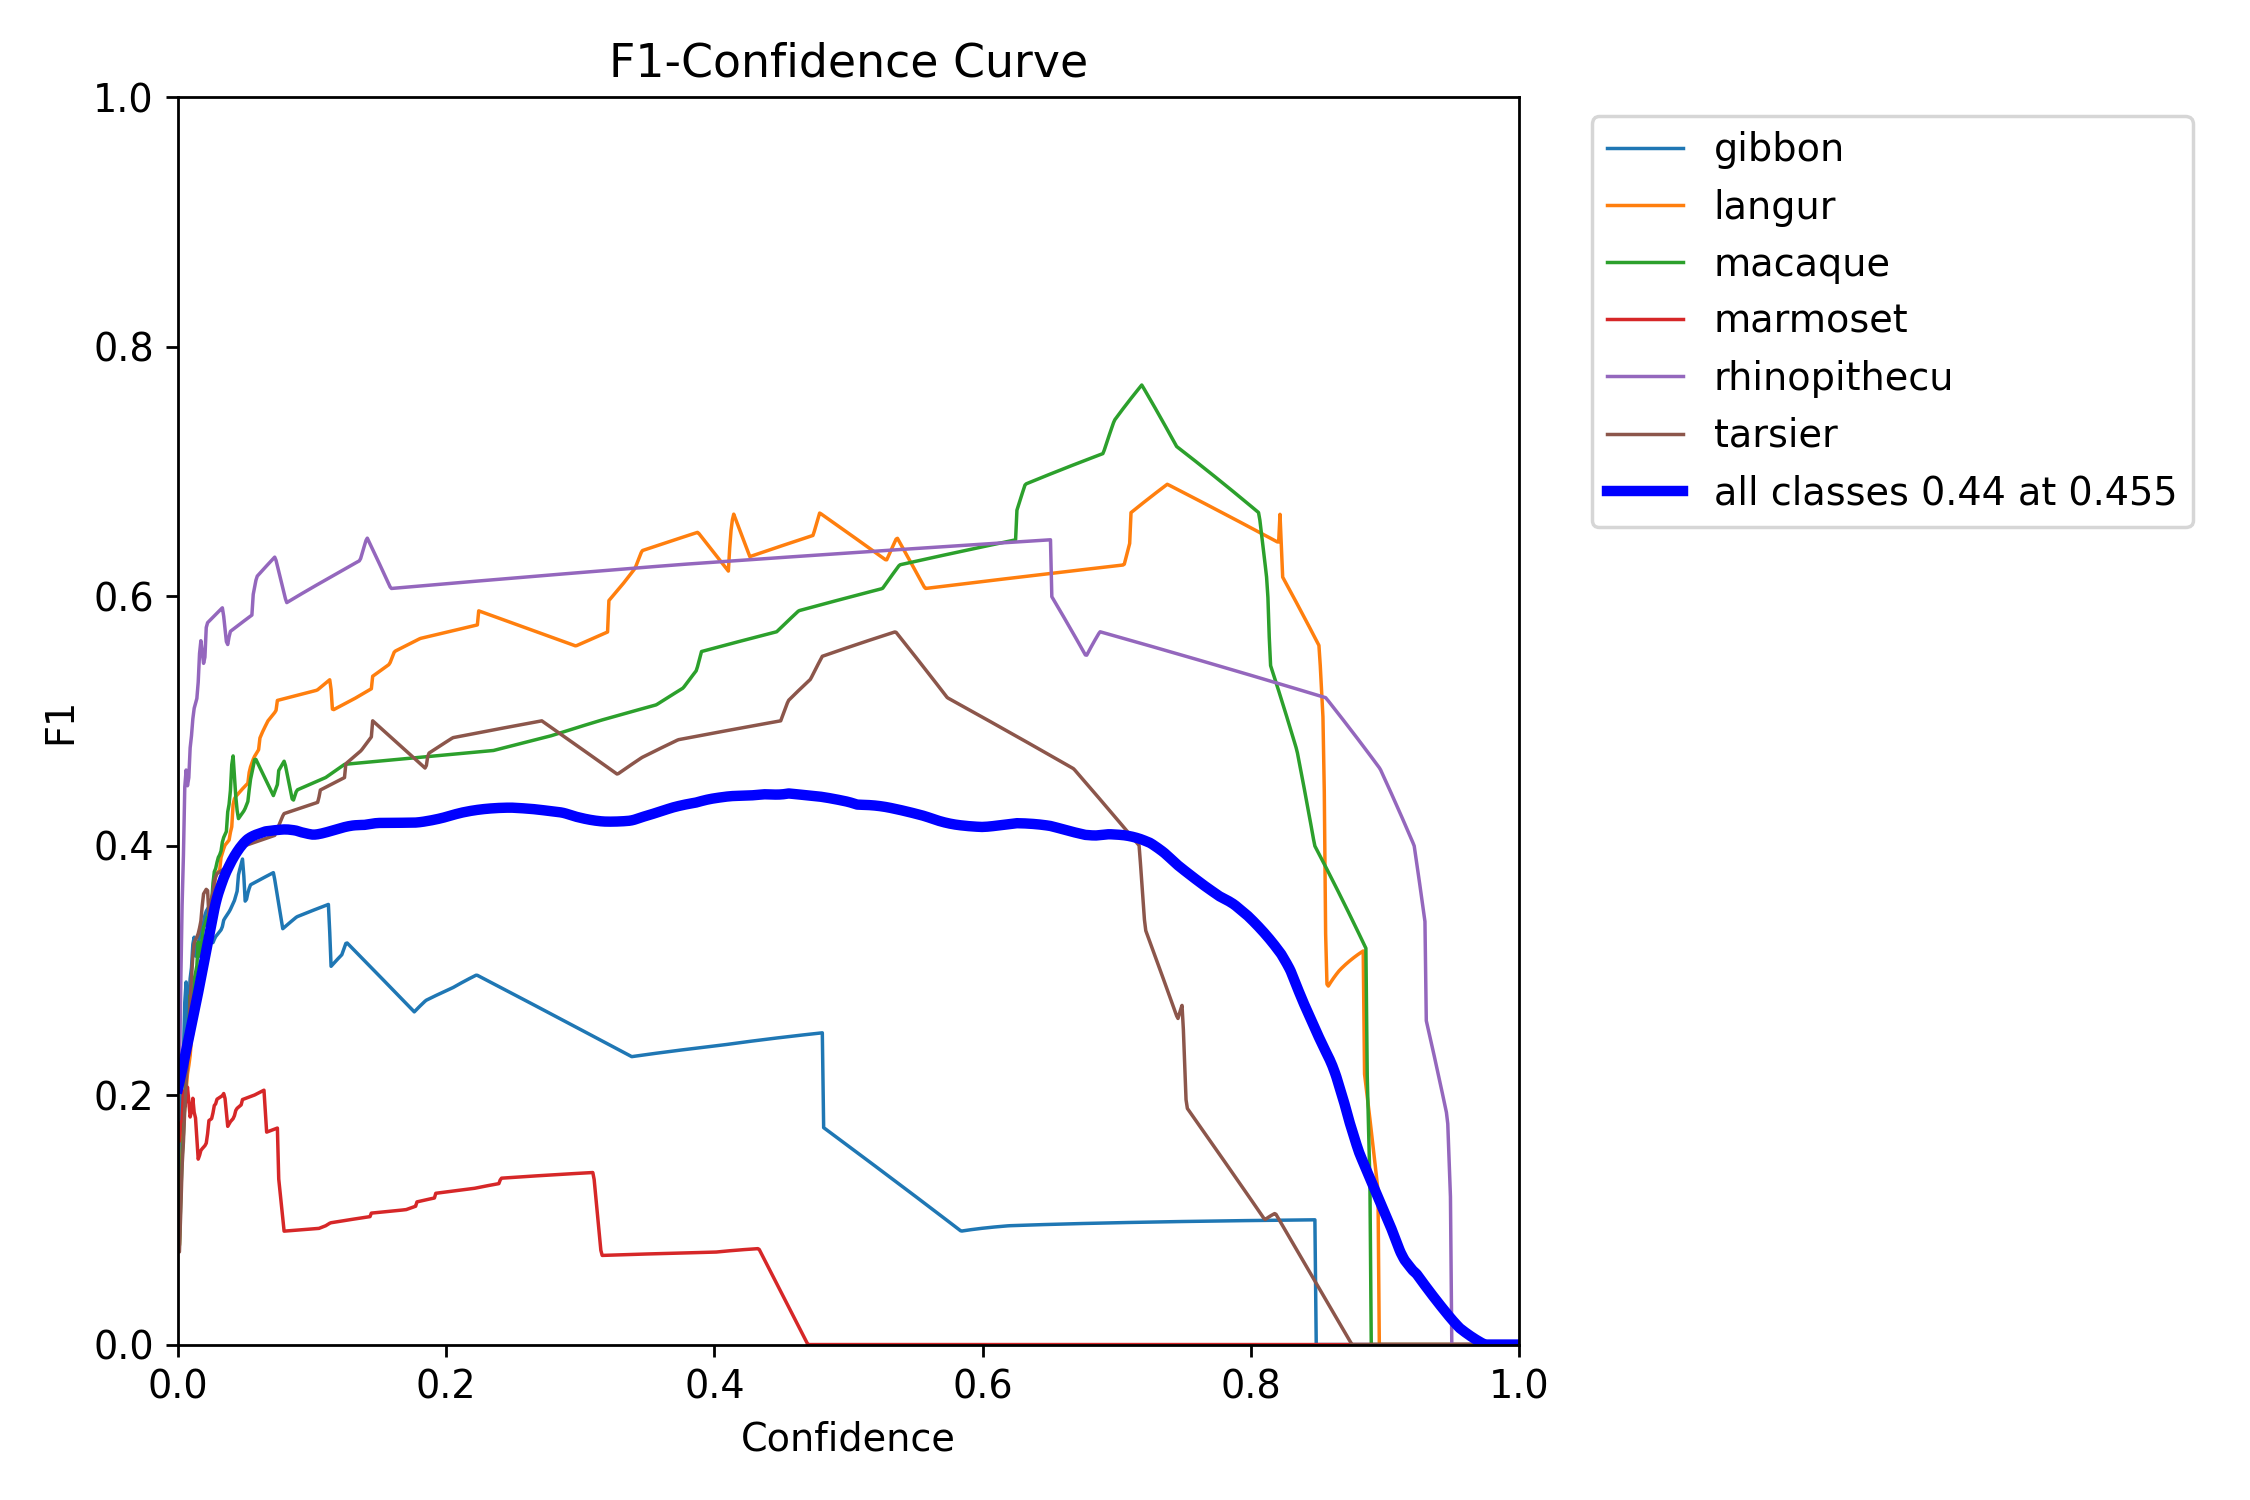 F1-Confidence Curve
1.0
0.8
0.6
0.4
0.2
0.0
F1
0.0 0.2 0.4 0.6 0.8 1.0
Confidence
gibbon
langur
macaque
marmoset
rhinopithecu
tarsier
all classes 0.44 at 0.455